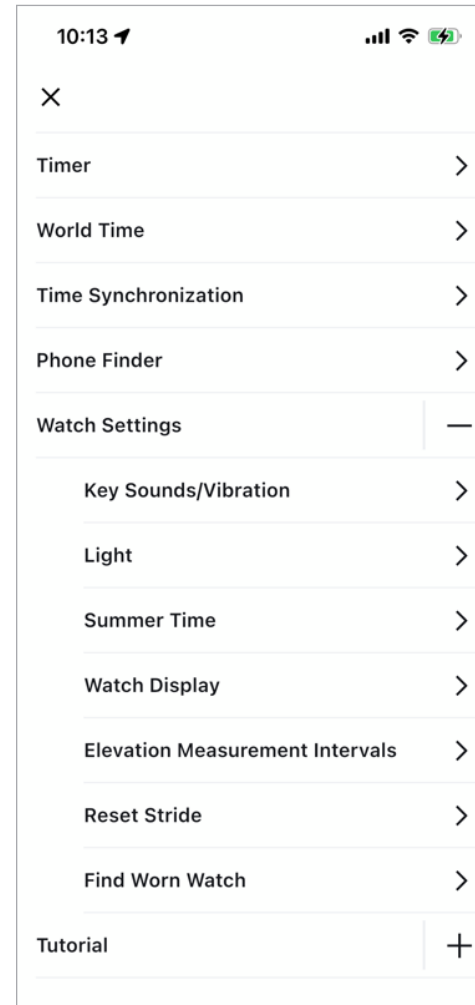 10:13
Timer
World Time
Time Synchronization
Phone Finder
Watch Settings
Key Sounds/Vibration
Light
Summer Time
Watch Display
Elevation Measurement Intervals
Reset Stride
Find Worn Watch
Tutorial